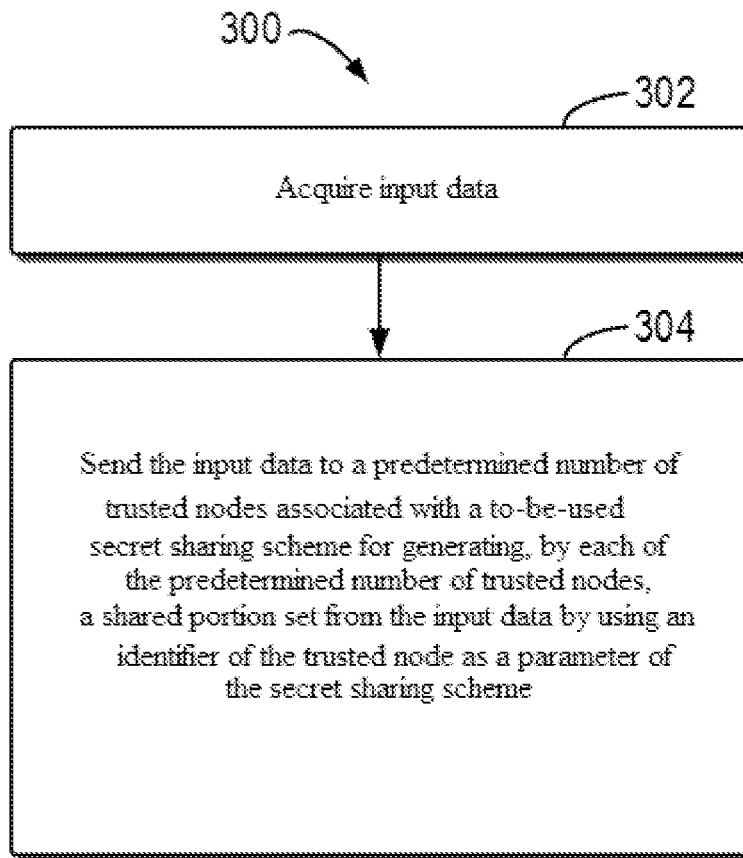 300
302
Acquire input data
304
Send the input data to a predetermined number of
trusted nodes associated with a to-be-used
secret sharing scheme for generating, by each of
the predetermined number of trusted nodes,
a shared portion set from the input data by using an
identifier of the trusted node as a parameter of
the secret sharing scheme